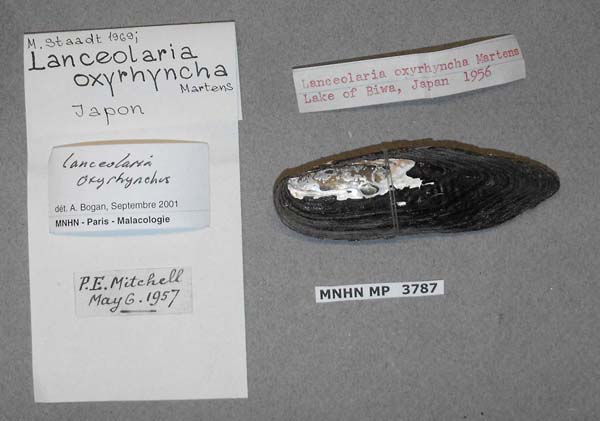 M. Staadt 1969;
Lanceolaria
oxyrhyncha
Martens
Japon
Lanceolaria
oxyrhynchus
dét. A. Bogan, Septembre 2001
MNHN - Paris - Malacologie
P.E. Mitchell
May 6. 1957
Lanceolaria oxyrhyncha Martens
Lake of Biwa, Japan 1956
MNHN MP 3787